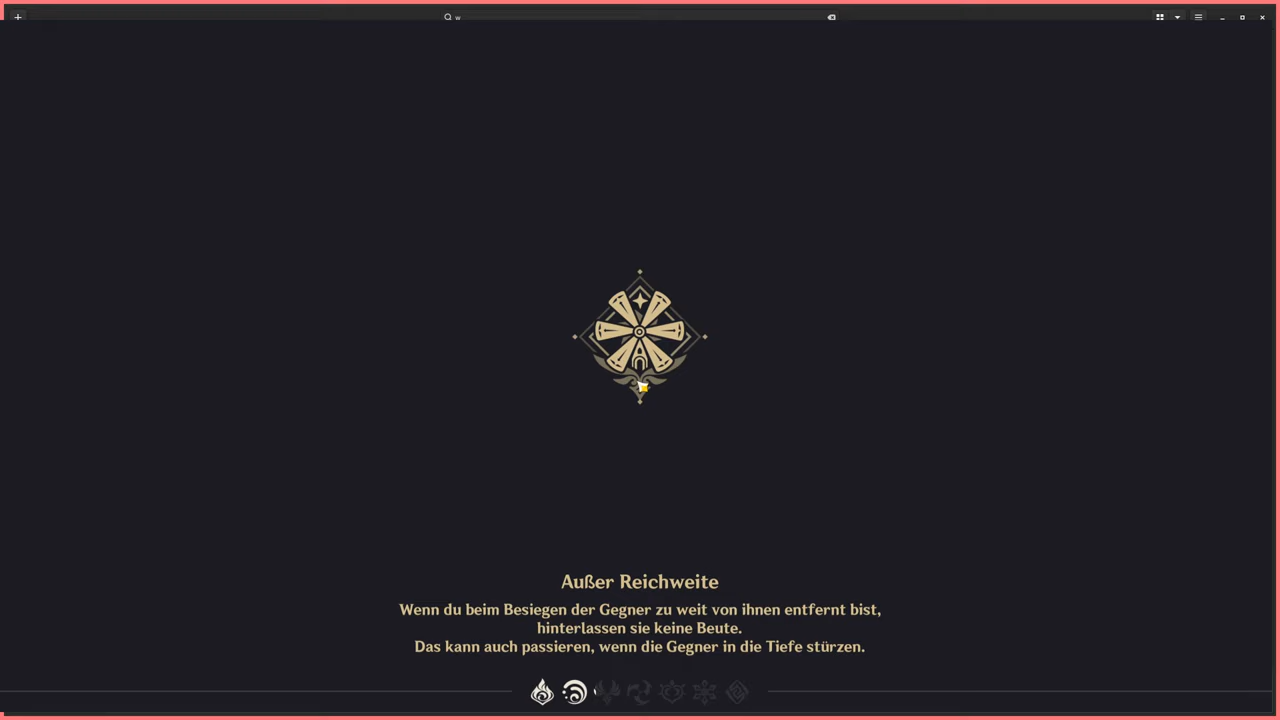 w
Außer Reichweite
Wenn du beim Besiegen der Gegner zu weit von ihnen entfernt bist,
hinterlassen sie keine Beute.
Das kann auch passieren, wenn die Gegner in die Tiefe stürzen.